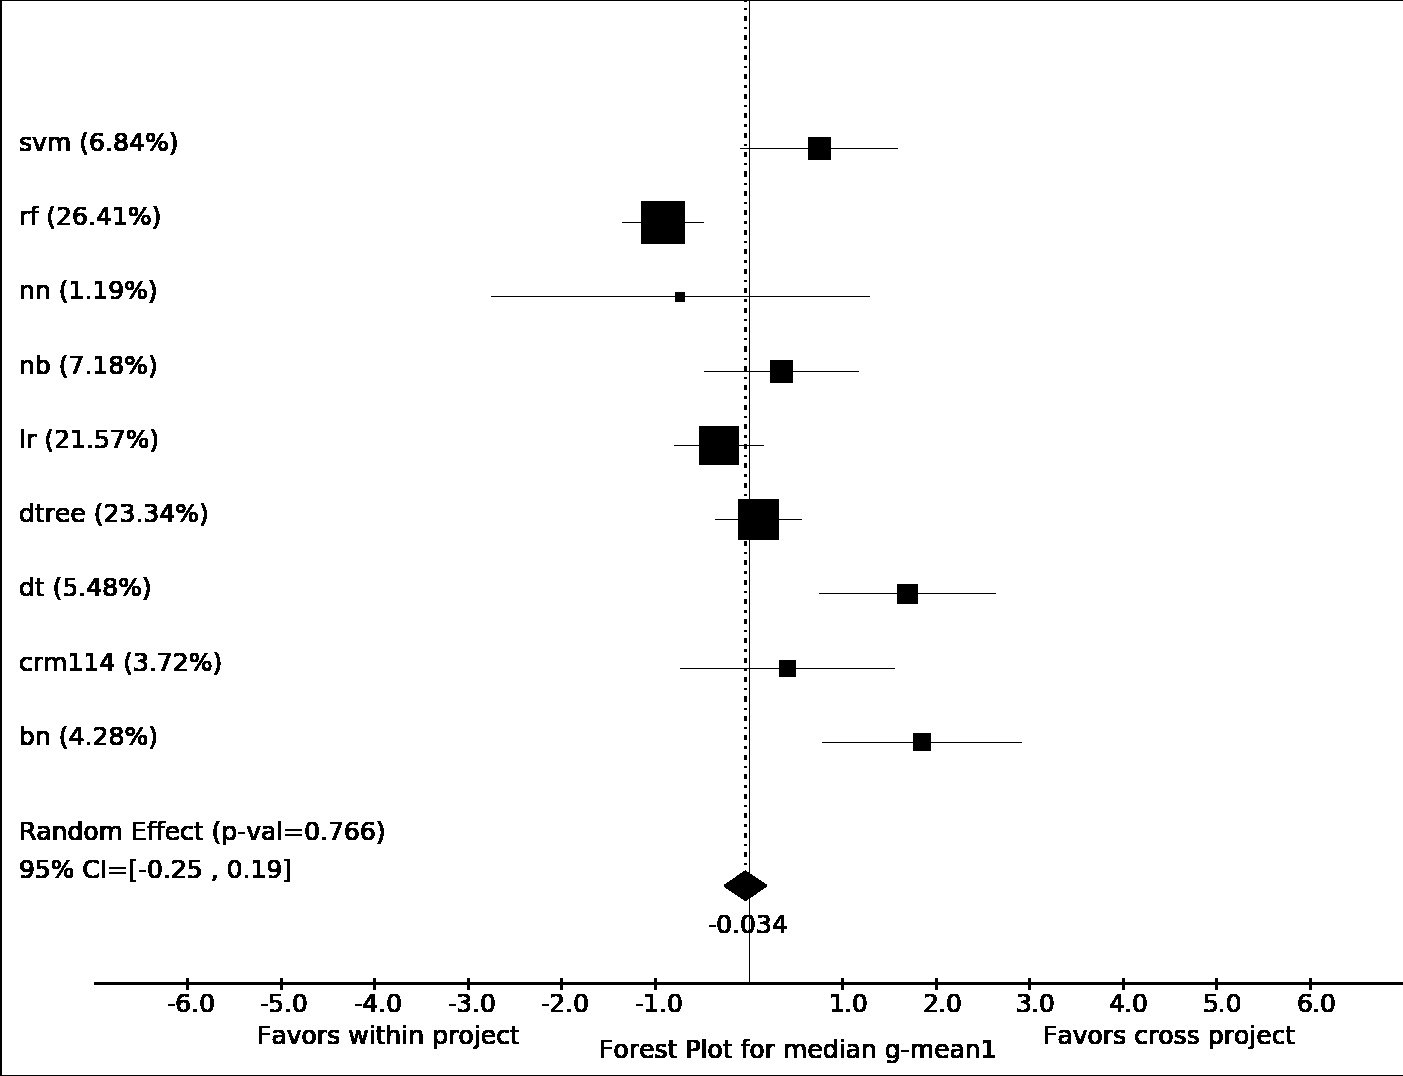 svm (6.84%)
rf (26.41%)
nn (1.19%)
nb (7.18%)
lr (21.57%)
dtree (23.34%)
dt (5.48%)
crm114 (3.72%)
bn (4.28%)
Random Effect (p-val=0.766)
95% CI=[-0.25 , 0.19]
-0.034
-6.0 -5.0 -4.0 -3.0 -2.0 -1.0 1.0 2.0 3.0 4.0 5.0 6.0
Favors within project Favors cross project
Forest Plot for median g-mean1